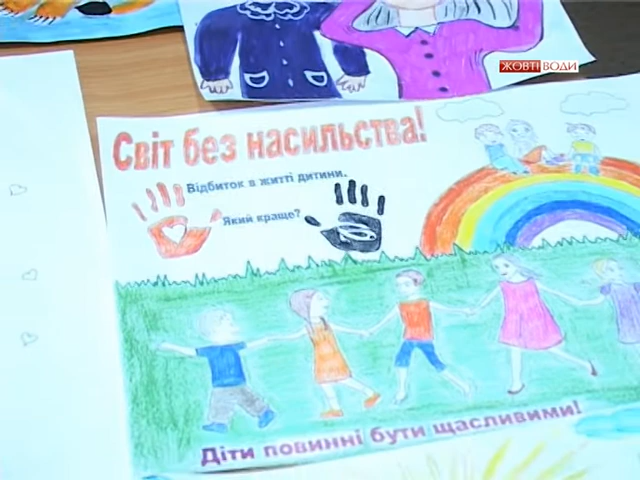 ЖОВТІ ВОДИ
Світ без насильства!
Відбиток в житті дитини.
Який краще?
Діти повинні бути щасливими!